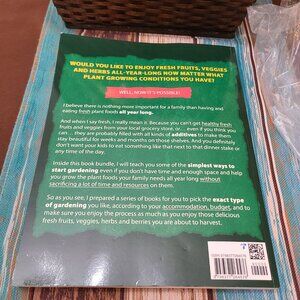 WOULD YOU LIKE TO ENJOY FRESH FRUITS, VEGGIES
AND HERBS ALL-YEAR-LONG NOW MATTER WHAT
PLANT GROWING CONDITIONS YOU HAVE?
WELL, NOW IT'S POSSIBLE!
I believe there is nothing more important for a family than having and
eating fresh plant foods all year long.
And when I say fresh, I really mean it. Because you can't get healthy fresh
fruits and veggies from your local grocery store, or... even if you think you
can... they are probably filled with all kinds of additives to make them
stay beautiful for weeks and months on those shelves. And you definitely
don't want your kids to eat something like that next to that dinner stake or
any time of the day.
Inside this book bundle, I will teach you some of the simplest ways to
start gardening even if you don't have time and enough space and help
you grow the plant foods your family needs all year long without
sacrificing a lot of time and resources on them.
So as you see, I prepared a series of books for you to pick the exact type
of gardening you like, according to your accommodation, budget, and to
make sure you enjoy the process as much as you enjoy those delicious
fresh fruits, veggies, herbs and berries you are about to harvest.